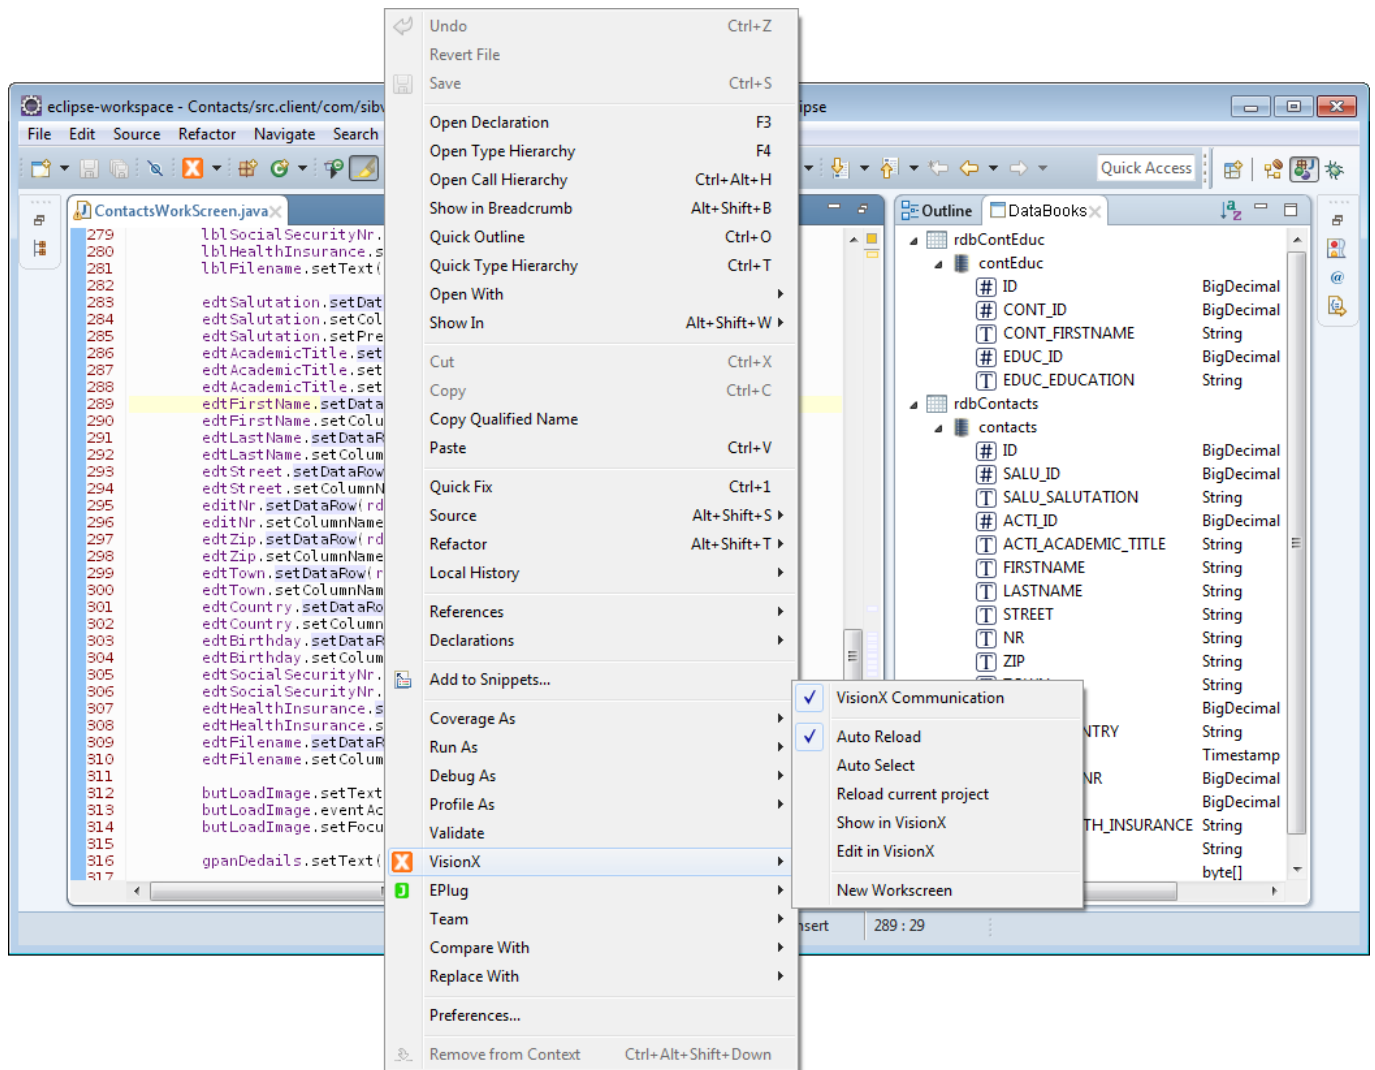 Undo Ctrl+Z
Revert File
Save Ctrl+S
Open Declaration F3
Open Type Hierarchy F4
Open Call Hierarchy Ctrl+Alt+H
Show in Breadcrumb Alt+Shift+B
Quick Outline Ctrl+O
Quick Type Hierarchy Ctrl+T
Open With
Show In Alt+Shift+W
Cut Ctrl+X
Copy Ctrl+C
Copy Qualified Name
Paste Ctrl+V
Quick Fix Ctrl+1
Source Alt+Shift+S
Refactor Alt+Shift+T
Local History
References
Declarations
Add to Snippets...
Coverage As
Run As
Debug As
Profile As
Validate
VisionX
EPlug
Team
Compare With
Replace With
Preferences...
Remove from Context Ctrl+Alt+Shift+Down
VisionX Communication
Auto Reload
Auto Select
Reload current project
Show in VisionX
Edit in VisionX
New Workscreen
eclipse-workspace - Contacts/src.client/com/sibv
ipse
File Edit Source Refactor Navigate Search
Quick Access
ContactsWorkScreen.java
279 lblSocialSecurityNr.
280 lblHealthInsurance.s
281 lblFilename.setText(
282
283 edtSalutation.setDat
284 edtSalutation.setCol
285 edtSalutation.setPre
286 edtAcademicTitle.set
287 edtAcademicTitle.set
288 edtAcademicTitle.set
289 edtFirstName.setData
290 edtFirstName.setColu
291 edtLastName.setDataR
292 edtLastName.setColum
293 edtStreet.setDataRow
294 edtStreet.setColumnN
295 editNr.setDataRow(rd
296 editNr.setColumnName
297 edtZip.setDataRow(rd
298 edtZip.setColumnName
299 edtTown.setDataRow(r
300 edtTown.setColumnNam
301 edtCountry.setDataRo
302 edtCountry.setColumn
303 edtBirthday.setDataR
304 edtBirthday.setColum
305 edtSocialSecurityNr.
306 edtSocialSecurityNr.
307 edtHealthInsurance.s
308 edtHealthInsurance.s
309 edtFilename.setDataR
310 edtFilename.setColum
311
312 butLoadImage.setText
313 butLoadImage.eventAc
314 butLoadImage.setFocu
315
316 gpanDedails.setText(
317
Outline DataBooks
rdbContEduc
contEduc
# ID BigDecimal
# CONT_ID BigDecimal
T CONT_FIRSTNAME String
# EDUC_ID BigDecimal
T EDUC_EDUCATION String
rdbContacts
contacts
# ID BigDecimal
# SALU_ID BigDecimal
T SALU_SALUTATION String
# ACTI_ID BigDecimal
T ACTI_ACADEMIC_TITLE String
T FIRSTNAME String
T LASTNAME String
T STREET String
T NR String
T ZIP String
String
BigDecimal
NTRY String
Timestamp
NR BigDecimal
BigDecimal
TH_INSURANCE String
String
byte[]
nsert 289 : 29